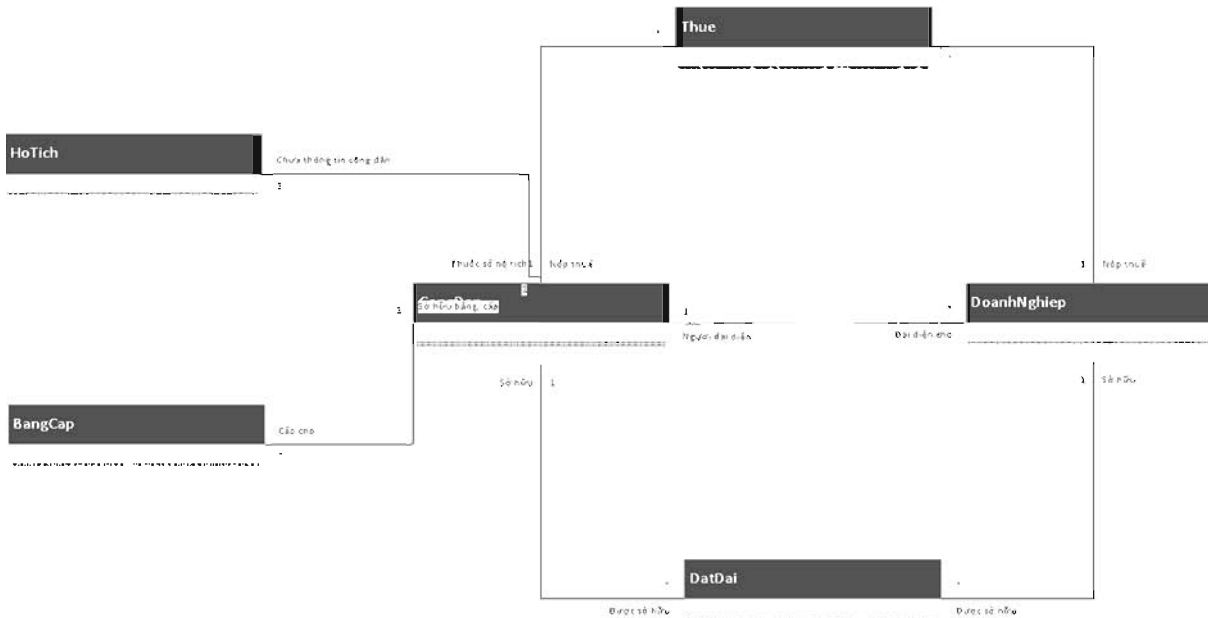 Thue
HoTich
Chứa thông tin công dân
1
Thuộc sổ hộ tịch 1
Nộp thuế
1
Nộp thuế
Sở hữu bằng cấp
1
1
DoanhNghiep
Người đại diện
Đại diện cho
Sở hữu
1
1
Sở hữu
BangCap
Cấp cho
DatDai
Được sở hữu
Được sở hữu